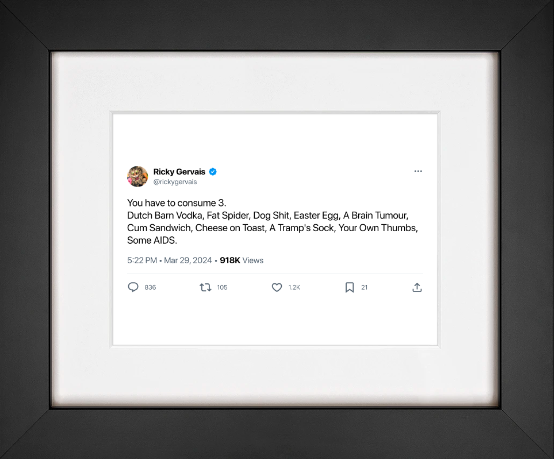 Ricky Gervais
@rickygervais
You have to consume 3.
Dutch Barn Vodka, Fat Spider, Dog Shit, Easter Egg, A Brain Tumour,
Cum Sandwich, Cheese on Toast, A Tramp's Sock, Your Own Thumbs,
Some AIDS.
5:22 PM • Mar 29, 2024 • 918K Views
836 105 1.2K 21